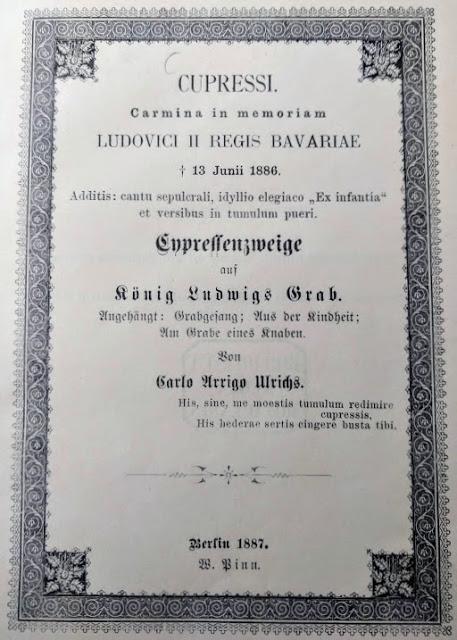 CUPRESSI.
Carmina in memoriam
LUDOVICI II REGIS BAVARIAE
† 13 Junii 1886.
Additis: cantu sepulcrali, idyllio elegiaco „Ex infantia“
et versibus in tumulum pueri.
Cypressenzweige
auf
König Ludwigs Grab.
Angehängt: Grabgesang; Aus der Kindheit;
Am Grabe eines Knaben.
Von
Carlo Arrigo Ulrichs.
His, sine, me moestis tumulum redimire
cupressis,
His hederae sertis cingere busta tibi.
Berlin 1887.
W. Pinn.